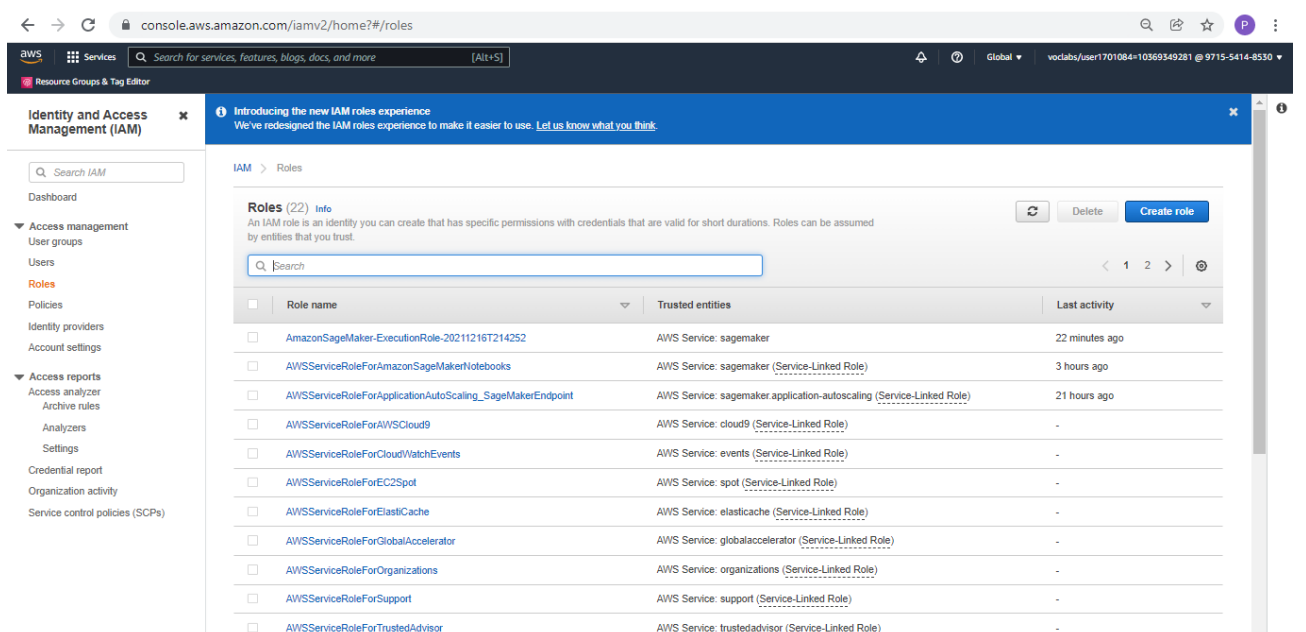 console.aws.amazon.com/iamv2/home?#/roles
P
aws Services Search for services, features, blogs, docs, and more [Alt+S] Global voclabs/user1701084=10369349281 @ 9715-5414-8530
Resource Groups & Tag Editor
Identity and Access
Management (IAM)
Search IAM
Dashboard
Access management
User groups
Users
Roles
Policies
Identity providers
Account settings
Access reports
Access analyzer
Archive rules
Analyzers
Settings
Credential report
Organization activity
Service control policies (SCPs)
Introducing the new IAM roles experience
We've redesigned the IAM roles experience to make it easier to use. Let us know what you think.
IAM > Roles
Roles (22) Info
An IAM role is an identity you can create that has specific permissions with credentials that are valid for short durations. Roles can be assumed
by entities that you trust.
Delete Create role
Search
1 2
Role name Trusted entities Last activity
AmazonSageMaker-ExecutionRole-20211216T214252 AWS Service: sagemaker 22 minutes ago
AWSServiceRoleForAmazonSageMakerNotebooks AWS Service: sagemaker (Service-Linked Role) 3 hours ago
AWSServiceRoleForApplicationAutoScaling_SageMakerEndpoint AWS Service: sagemaker.application-autoscaling (Service-Linked Role) 21 hours ago
AWSServiceRoleForAWSCloud9 AWS Service: cloud9 (Service-Linked Role) -
AWSServiceRoleForCloudWatchEvents AWS Service: events (Service-Linked Role) -
AWSServiceRoleForEC2Spot AWS Service: spot (Service-Linked Role) -
AWSServiceRoleForElastiCache AWS Service: elasticache (Service-Linked Role) -
AWSServiceRoleForGlobalAccelerator AWS Service: globalaccelerator (Service-Linked Role) -
AWSServiceRoleForOrganizations AWS Service: organizations (Service-Linked Role) -
AWSServiceRoleForSupport AWS Service: support (Service-Linked Role) -
AWSServiceRoleForTrustedAdvisor AWS Service: trustedadvisor (Service-Linked Role) -